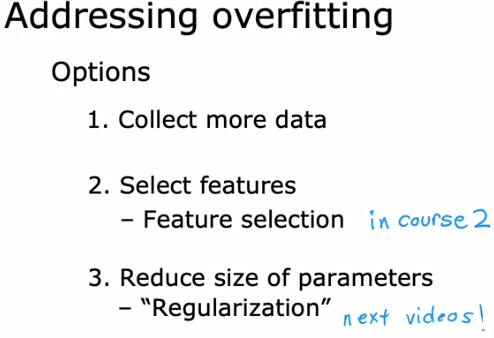 Addressing overfitting
Options
1. Collect more data
2. Select features
– Feature selection in course 2
3. Reduce size of parameters
– “Regularization” next videos!